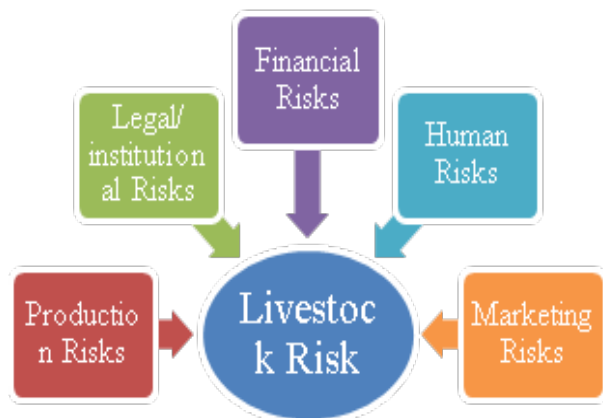 Financial
Risks
Legal/
institution
al Risks
Human
Risks
Productio
n Risks
Livestoc
k Risk
Marketing
Risks